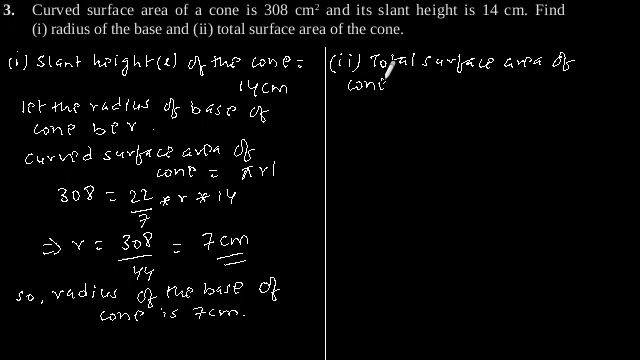 3. Curved surface area of a cone is 308 cm² and its slant height is 14 cm. Find
(i) radius of the base and (ii) total surface area of the cone.
(i) Slant height(l) of the cone =
14cm
let the radius of base of
cone be r.
curved surface area of
cone = πrl
308 = 22/7 * r * 14
⇒ r = 308/44 = 7cm
so, radius of the base of
cone is 7cm.
(ii) Total surface area of
cone